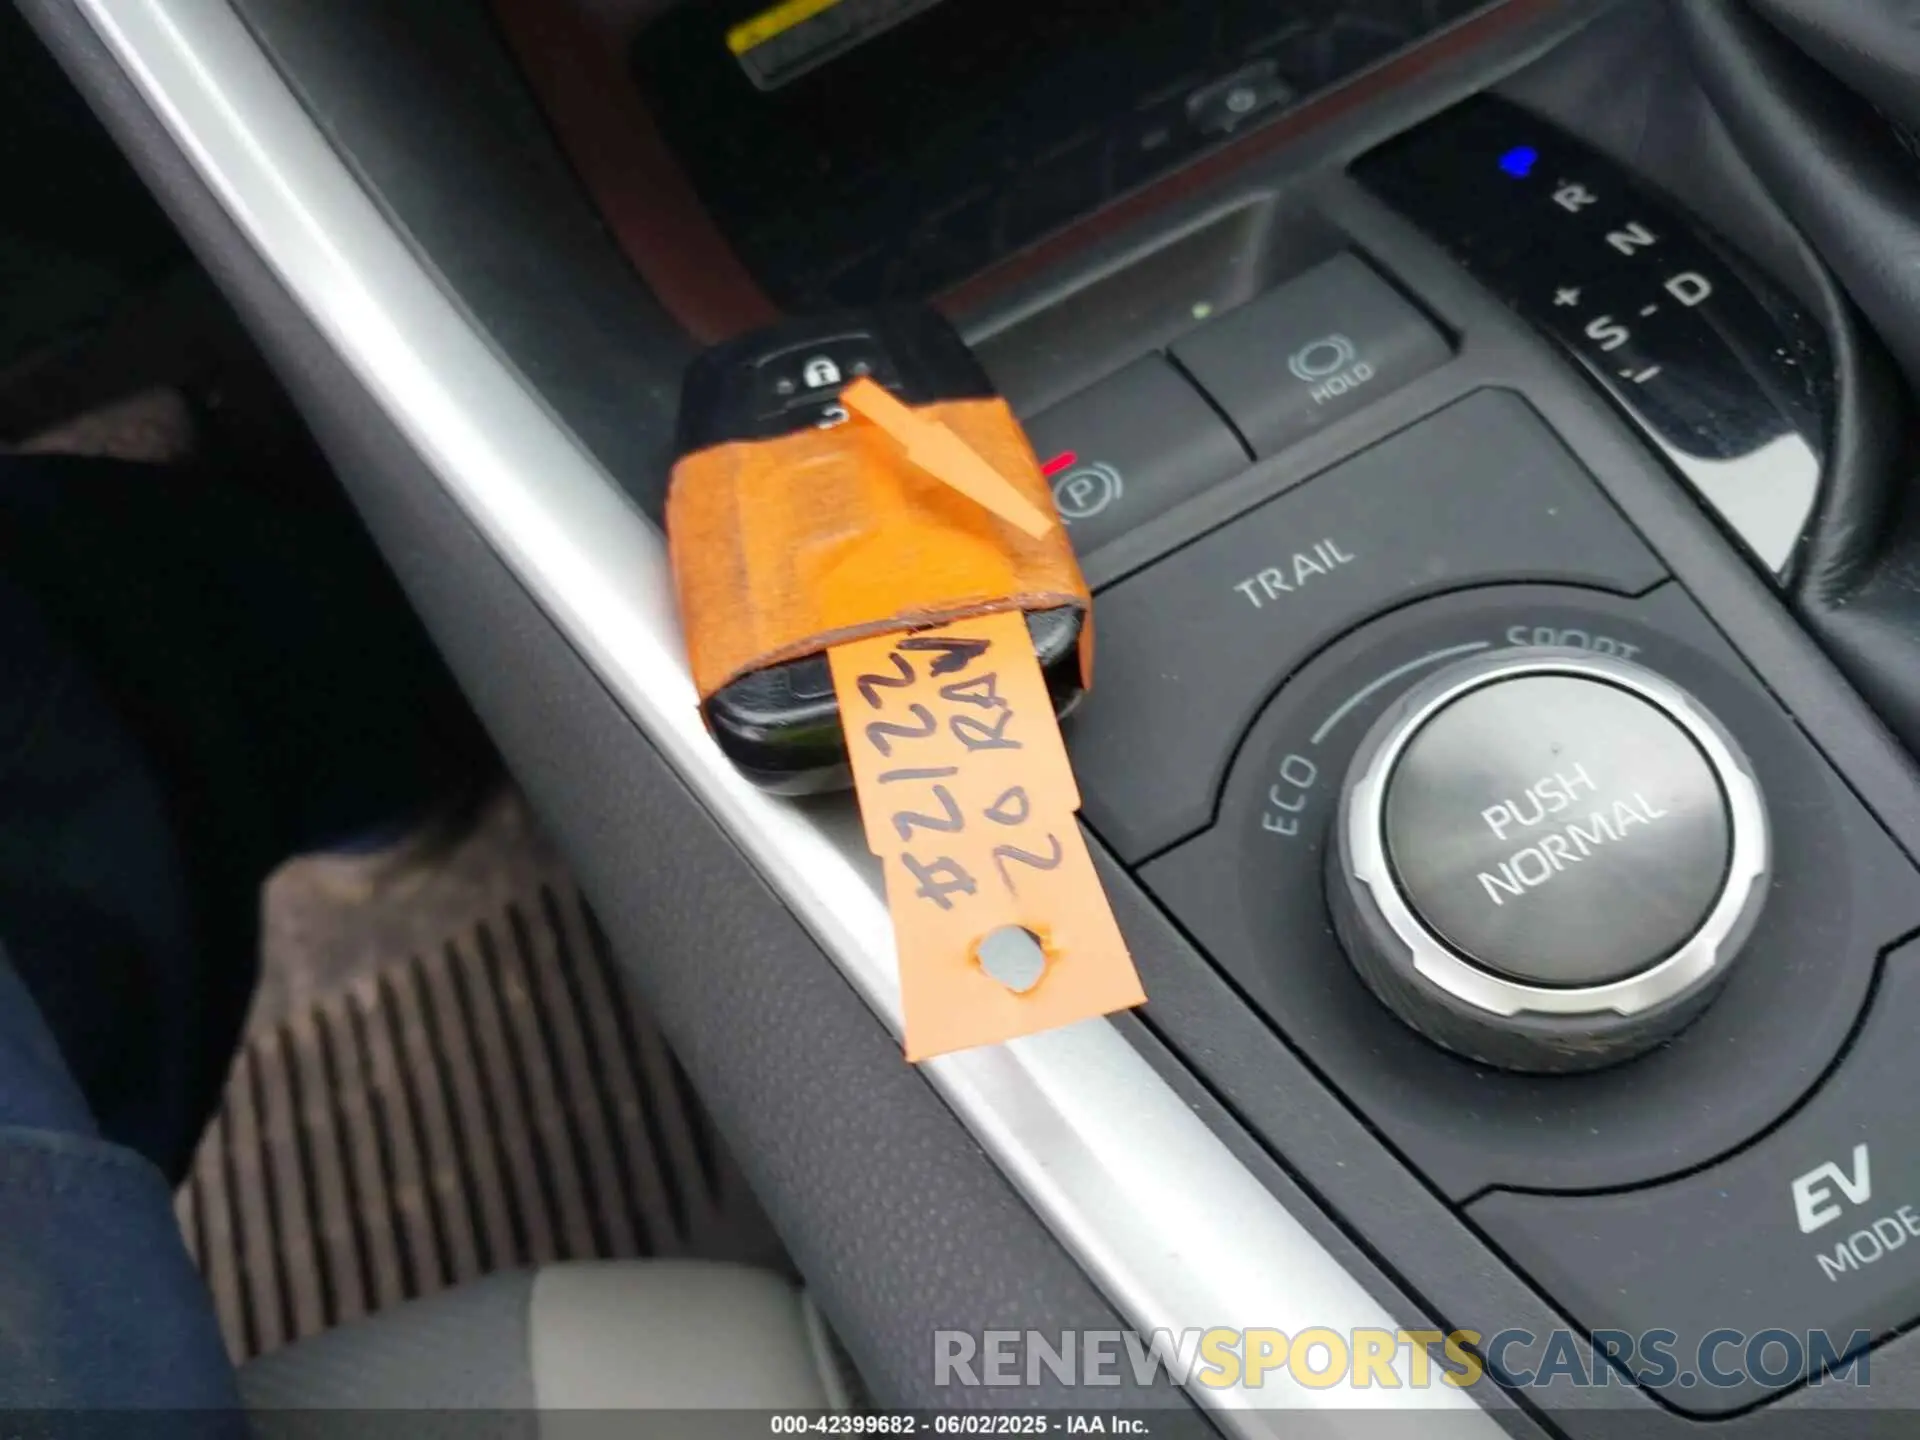 R
N
+
D
S -
-
HOLD
P
TRAIL
SPORT
ECO
PUSH
NORMAL
#2122
20 RAV
EV
MODE
RENEWSPORTSCARS.COM
000-42399682 - 06/02/2025 - IAA Inc.